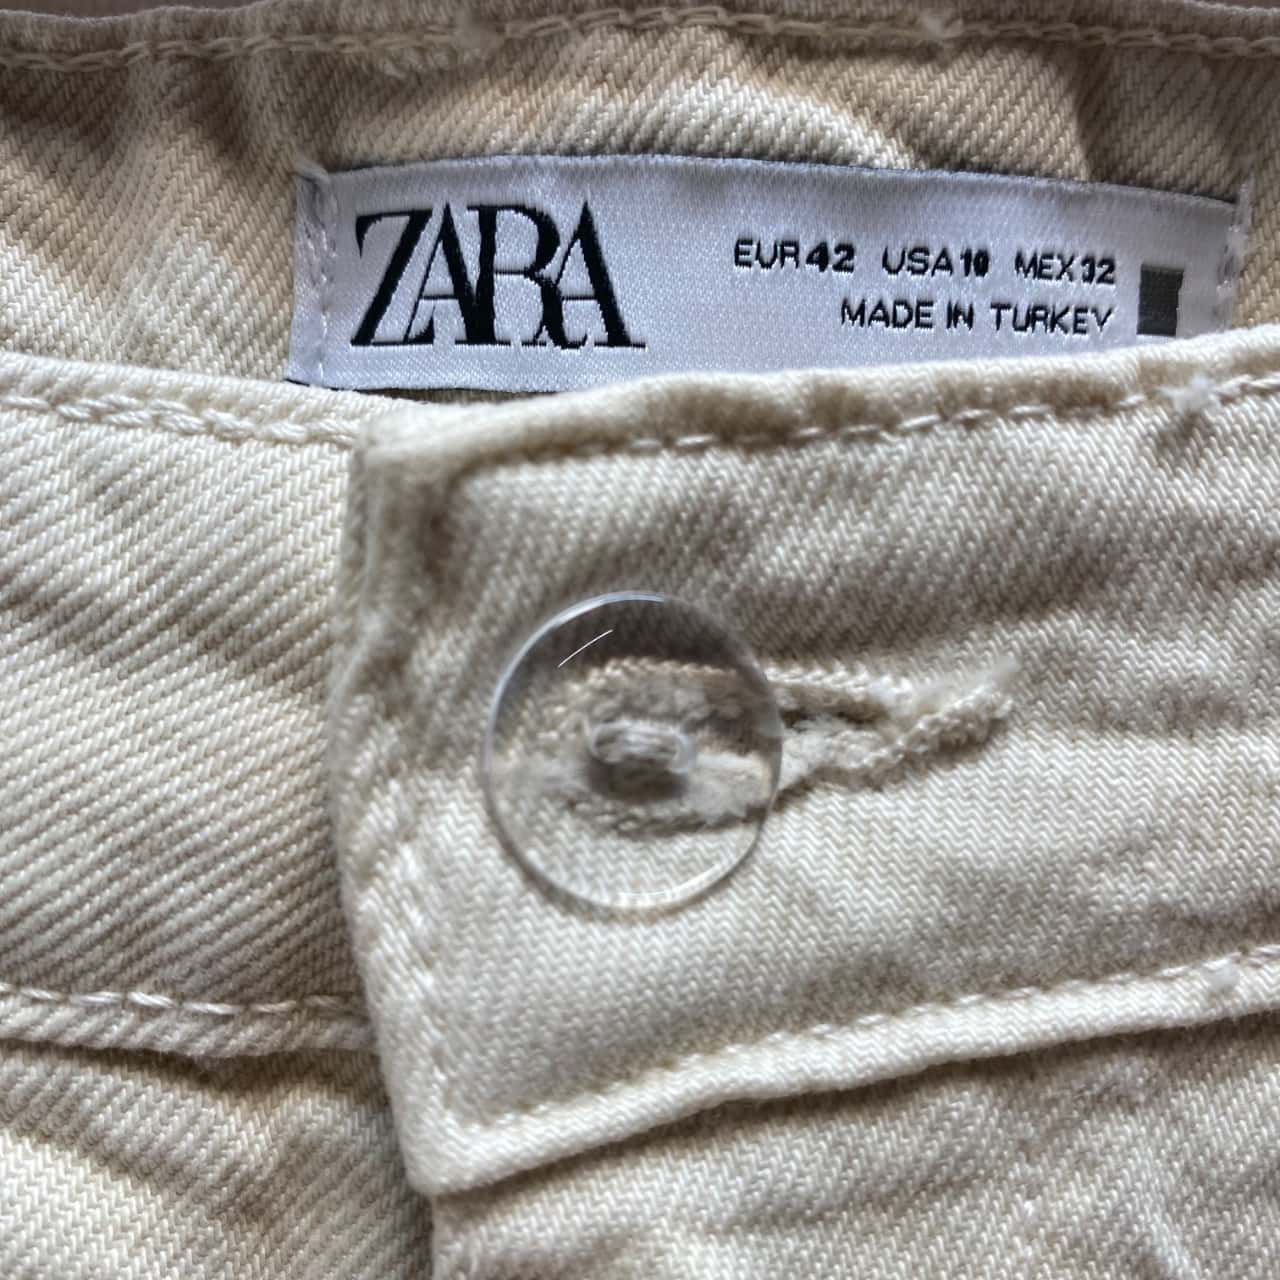 ZARA
EUR 42 USA 10 MEX 32
MADE IN TURKEY